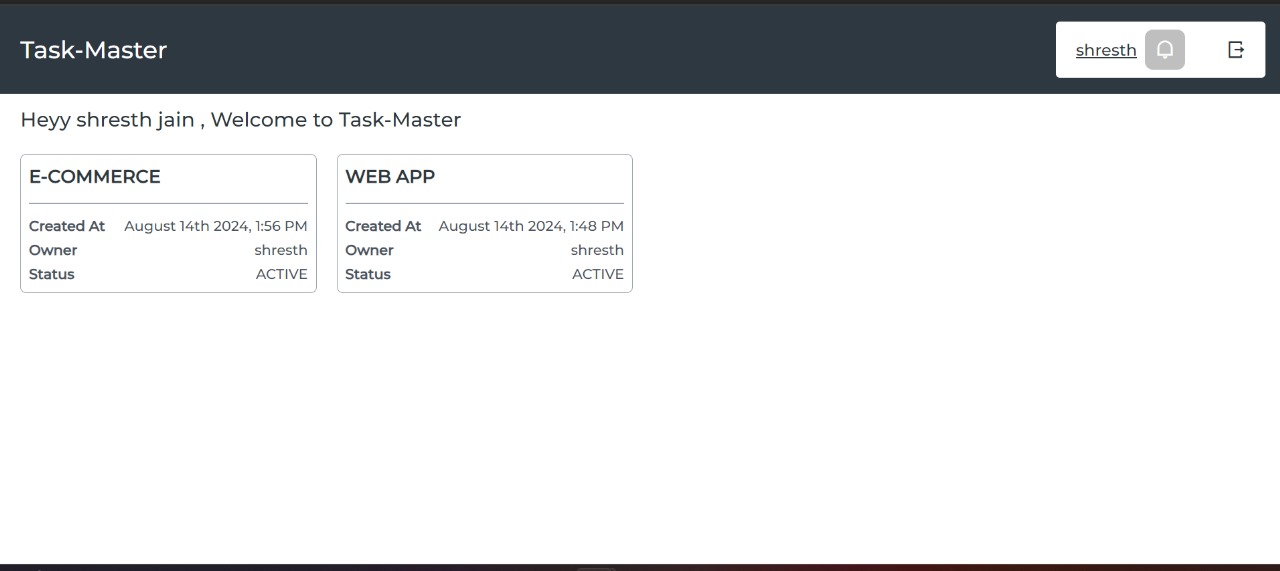 Task-Master
shresth
Heyy shresth jain , Welcome to Task-Master
E-COMMERCE
Created At August 14th 2024, 1:56 PM
Owner shresth
Status ACTIVE
WEB APP
Created At August 14th 2024, 1:48 PM
Owner shresth
Status ACTIVE